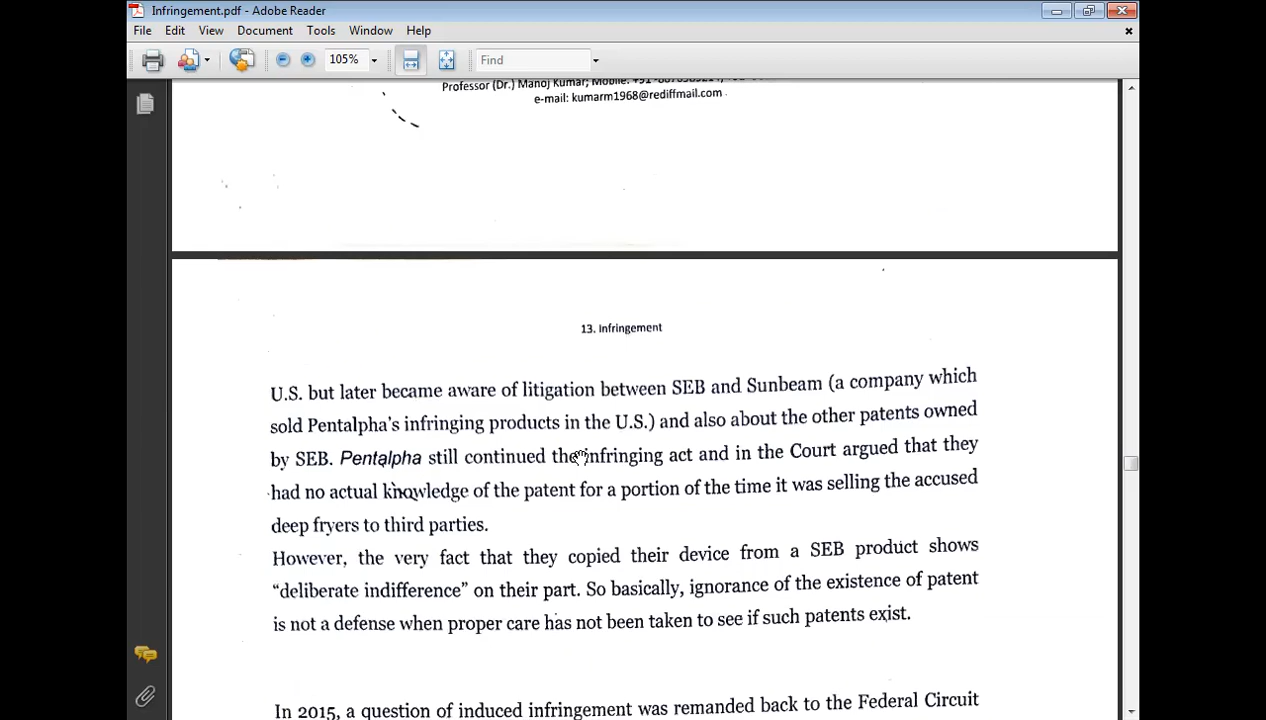 Infringement.pdf - Adobe Reader
File Edit View Document Tools Window Help
105% Find
Professor (Dr.) Manoj Kumar; Mobile: +91
e-mail: kumarm1968@rediffmail.com
13. Infringement
U.S. but later became aware of litigation between SEB and Sunbeam (a company which
sold Pentalpha's infringing products in the U.S.) and also about the other patents owned
by SEB. Pentalpha still continued the infringing act and in the Court argued that they
had no actual knowledge of the patent for a portion of the time it was selling the accused
deep fryers to third parties.
However, the very fact that they copied their device from a SEB product shows
“deliberate indifference” on their part. So basically, ignorance of the existence of patent
is not a defense when proper care has not been taken to see if such patents exist.
In 2015, a question of induced infringement was remanded back to the Federal Circuit